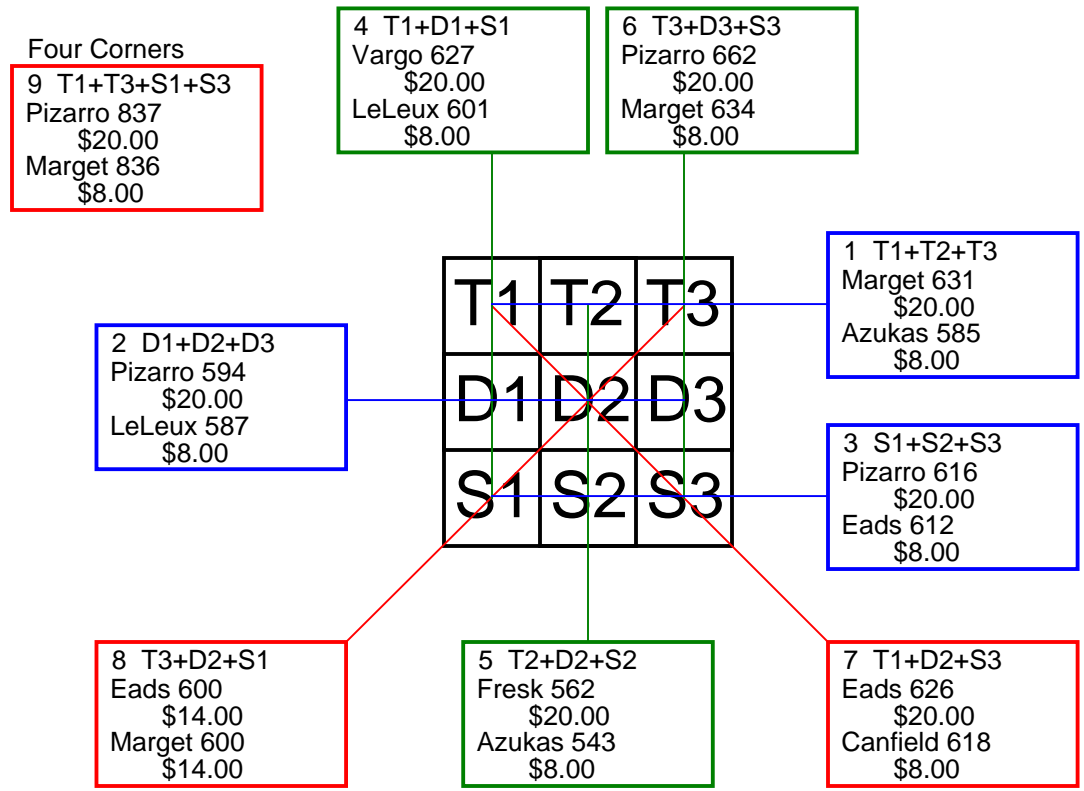 Four Corners
9 T1+T3+S1+S3
Pizarro 837
$20.00
Marget 836
$8.00
4 T1+D1+S1
Vargo 627
$20.00
LeLeux 601
$8.00
6 T3+D3+S3
Pizarro 662
$20.00
Marget 634
$8.00
1 T1+T2+T3
Marget 631
$20.00
Azukas 585
$8.00
2 D1+D2+D3
Pizarro 594
$20.00
LeLeux 587
$8.00
T1 T2 T3
D1 D2 D3
S1 S2 S3
3 S1+S2+S3
Pizarro 616
$20.00
Eads 612
$8.00
8 T3+D2+S1
Eads 600
$14.00
Marget 600
$14.00
5 T2+D2+S2
Fresk 562
$20.00
Azukas 543
$8.00
7 T1+D2+S3
Eads 626
$20.00
Canfield 618
$8.00